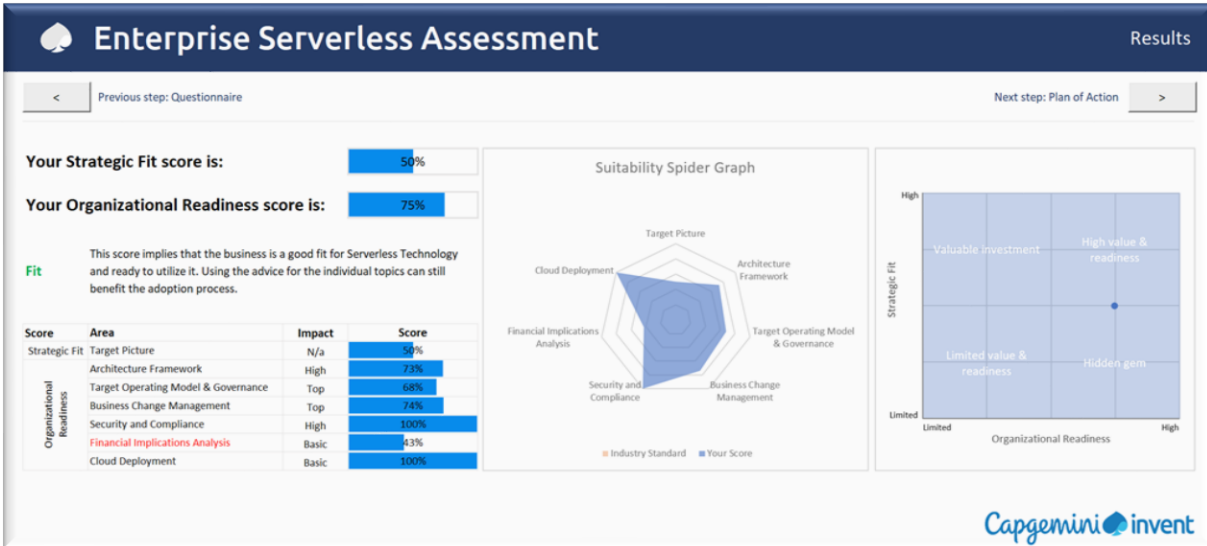 Enterprise Serverless Assessment
Results
<
Previous step: Questionnaire
Next step: Plan of Action
>
Your Strategic Fit score is:
50%
Your Organizational Readiness score is:
75%
Fit
This score implies that the business is a good fit for Serverless Technology
and ready to utilize it. Using the advice for the individual topics can still
benefit the adoption process.
Score Area Impact Score
Strategic Fit Target Picture N/a 50%
Organizational
Readiness
Architecture Framework High 73%
Target Operating Model & Governance Top 68%
Business Change Management Top 74%
Security and Compliance High 100%
Financial Implications Analysis Basic 43%
Cloud Deployment Basic 100%
Suitability Spider Graph
Target Picture
Architecture
Framework
Target Operating Model
& Governance
Business Change
Management
Security and
Compliance
Financial Implications
Analysis
Cloud Deployment
Industry Standard Your Score
High
Strategic Fit
Valuable investment
High value &
readiness
Limited value &
readiness
Hidden gem
Limited
Limited
High
Organizational Readiness
Capgemini invent